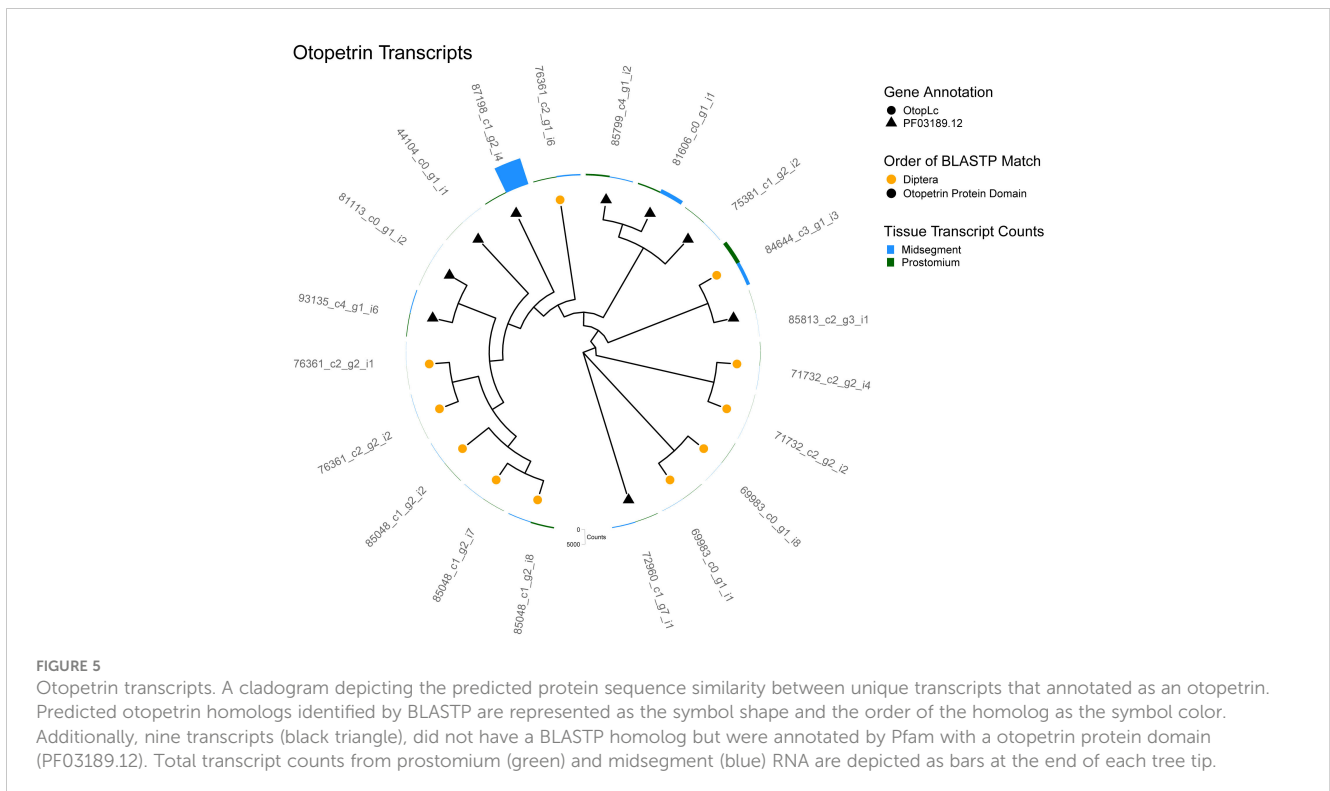 Otopetrin Transcripts
87198_c1_g2_i4
76361_c2_g1_i6
85799_c4_g1_i2
81606_c0_g1_i1
75381_c1_g2_i2
84644_c3_g1_i3
85813_c2_g3_i1
71732_c2_g2_i4
71732_c2_g2_i2
69983_c0_g1_i8
69983_c0_g1_i1
72960_c1_g7_i1
85048_c1_g2_i8
85048_c1_g2_i7
85048_c1_g2_i2
76361_c2_g2_i2
76361_c2_g2_i1
93135_c4_g1_i6
81113_c0_g1_i2
44104_c0_g1_i1
0
5000
Counts
Gene Annotation
OtopLc
PF03189.12
Order of BLASTP Match
Diptera
Otopetrin Protein Domain
Tissue Transcript Counts
Midsegment
Prostomium
FIGURE 5
Otopetrin transcripts. A cladogram depicting the predicted protein sequence similarity between unique transcripts that annotated as an otopetrin.
Predicted otopetrin homologs identified by BLASTP are represented as the symbol shape and the order of the homolog as the symbol color.
Additionally, nine transcripts (black triangle), did not have a BLASTP homolog but were annotated by Pfam with a otopetrin protein domain
(PF03189.12). Total transcript counts from prostomium (green) and midsegment (blue) RNA are depicted as bars at the end of each tree tip.